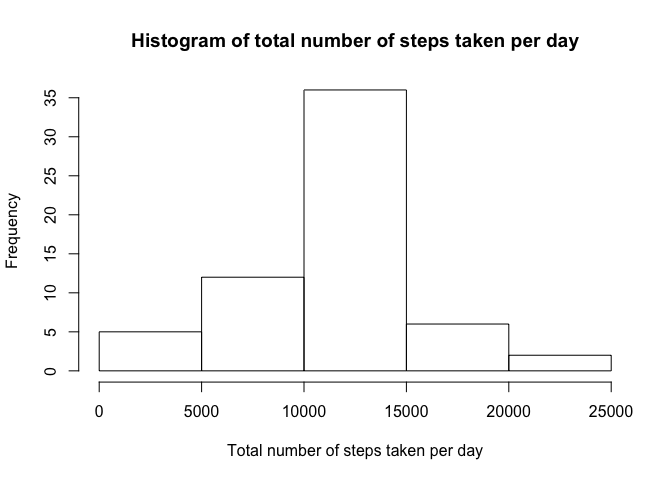 Histogram of total number of steps taken per day
35
30
25
20
15
10
5
0
Frequency
0 5000 10000 15000 20000 25000
Total number of steps taken per day